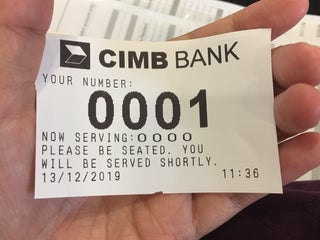 CIMB BANK
YOUR NUMBER:
0001
NOW SERVING:0000
PLEASE BE SEATED. YOU
WILL BE SERVED SHORTLY.
13/12/2019 11:36